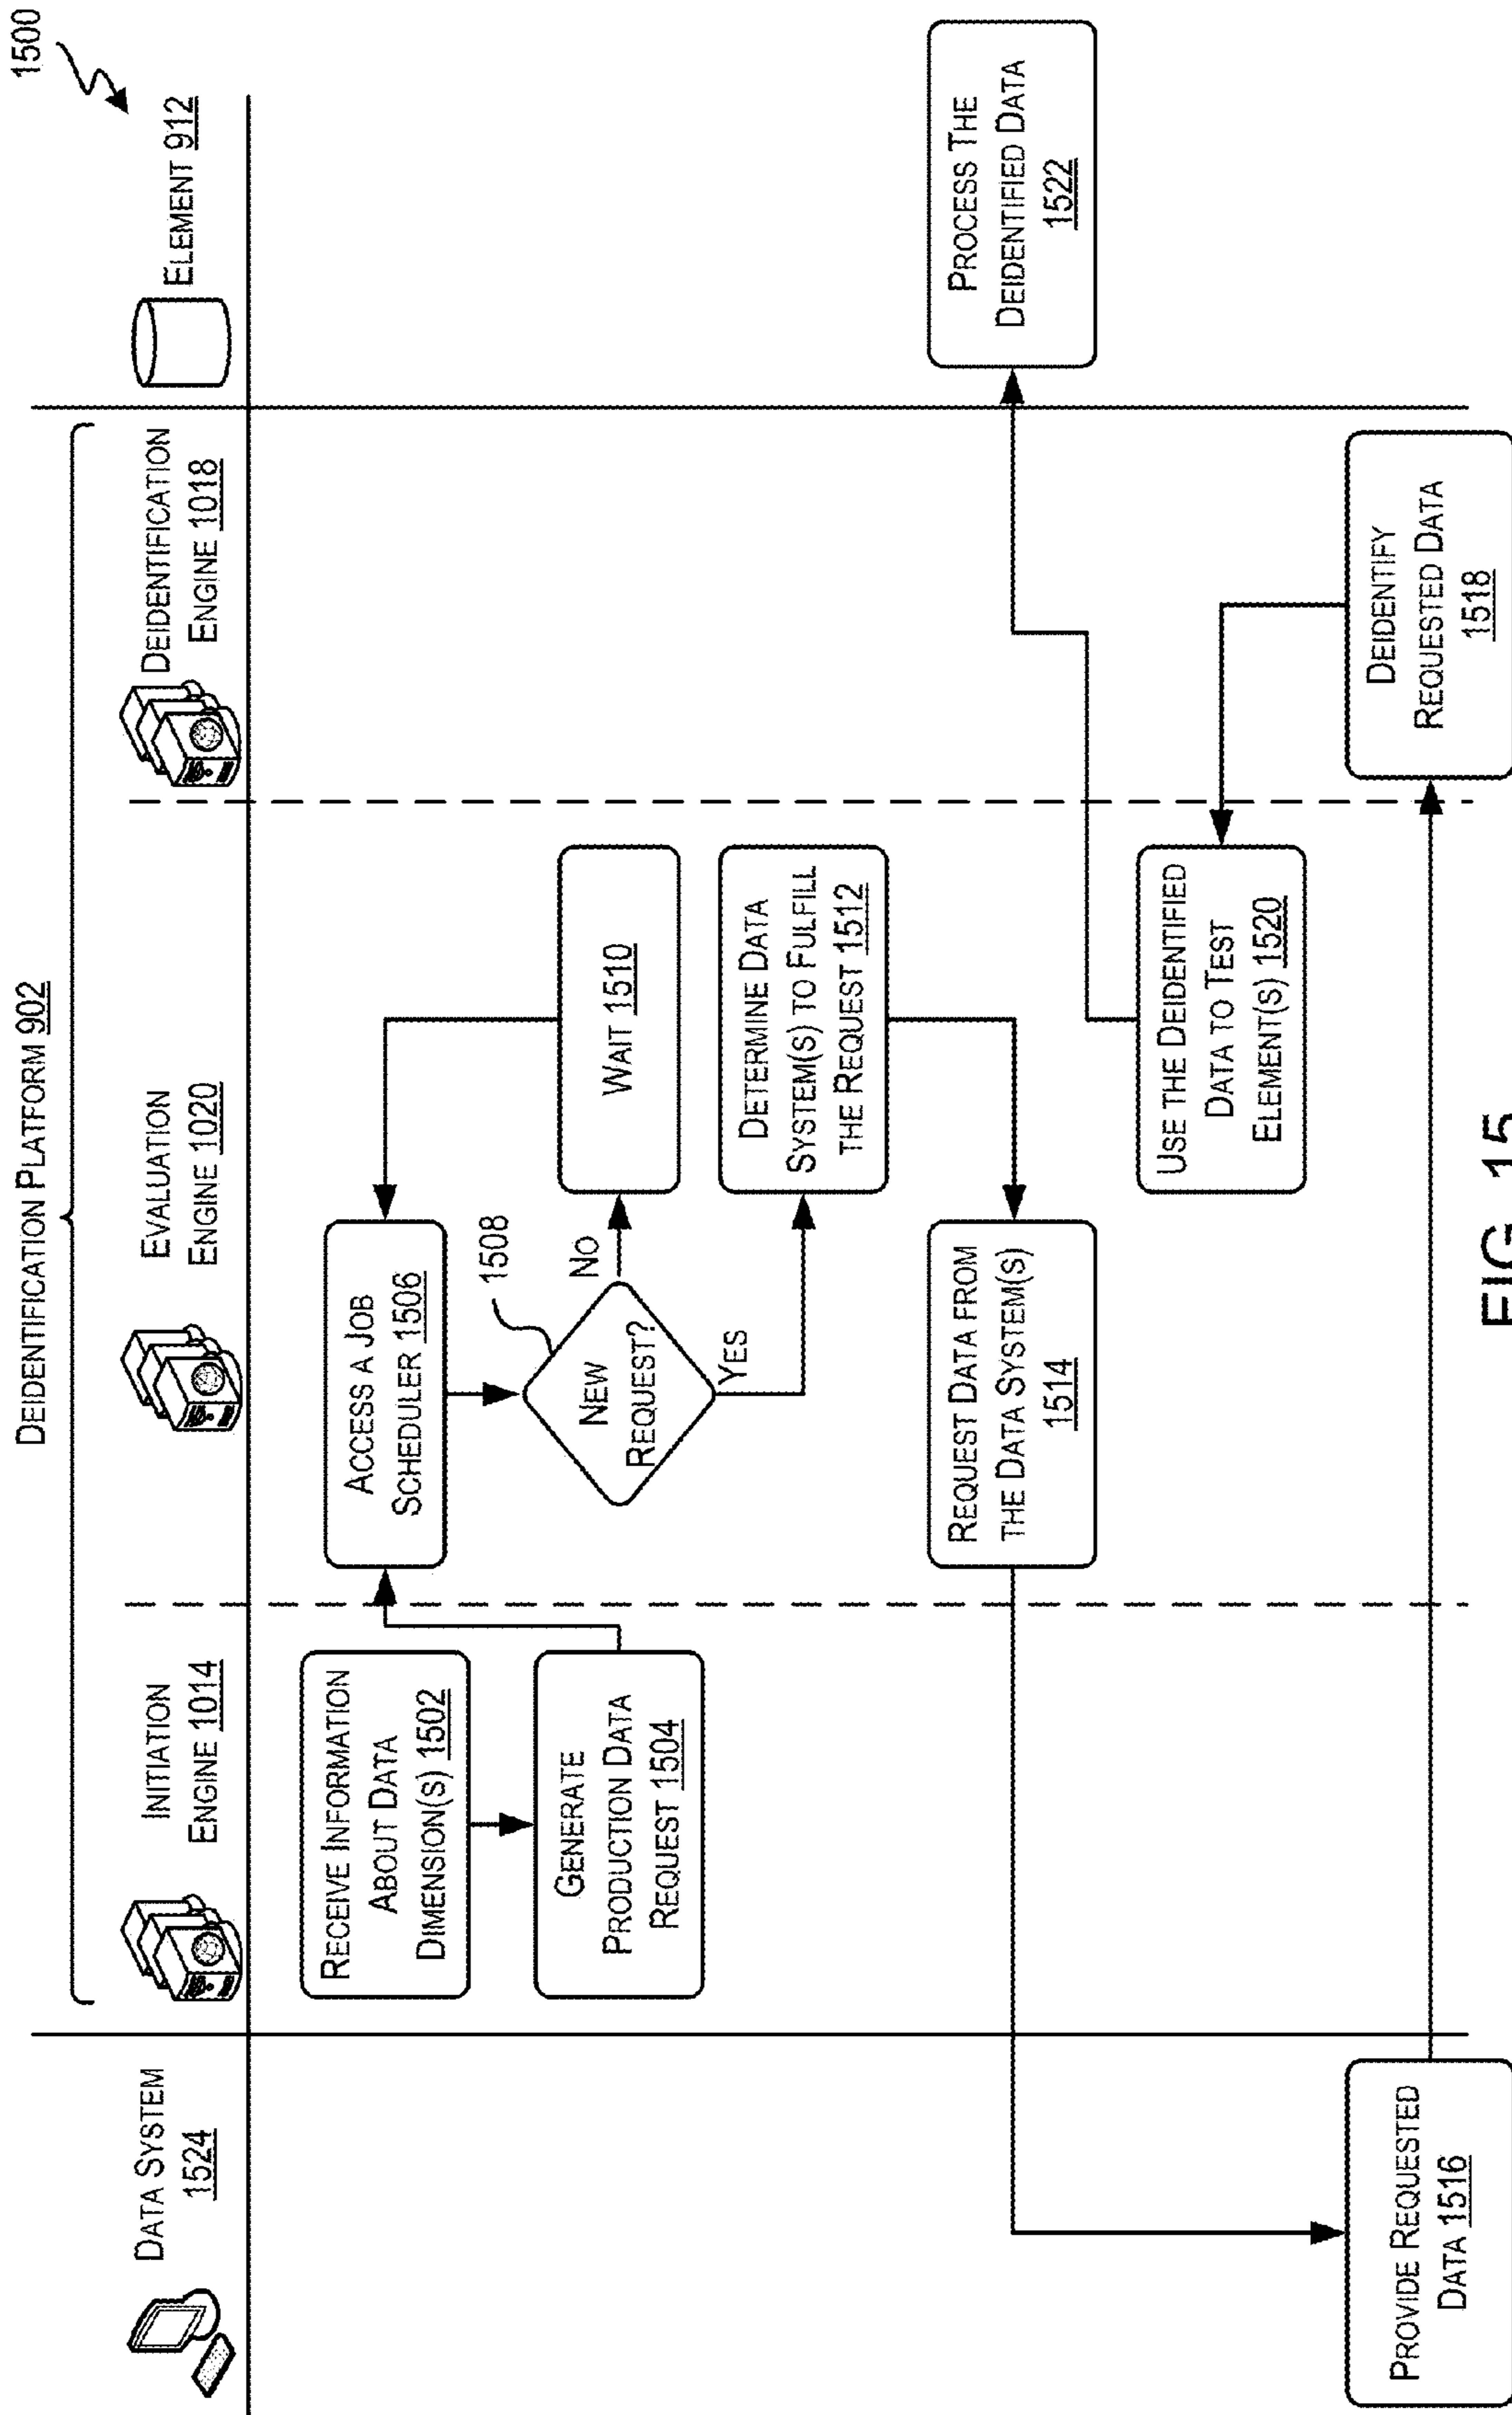 1500
DEIDENTIFICATION PLATFORM 902
DATA SYSTEM
1524
INITIATION
ENGINE 1014
EVALUATION
ENGINE 1020
DEIDENTIFICATION
ENGINE 1018
ELEMENT 912
RECEIVE INFORMATION
ABOUT DATA
DIMENSION(S) 1502
GENERATE
PRODUCTION DATA
REQUEST 1504
ACCESS A JOB
SCHEDULER 1506
1508
NEW
REQUEST?
NO
YES
WAIT 1510
DETERMINE DATA
SYSTEM(S) TO FULFILL
THE REQUEST 1512
REQUEST DATA FROM
THE DATA SYSTEM(S)
1514
PROVIDE REQUESTED
DATA 1516
DEIDENTIFY
REQUESTED DATA
1518
USE THE DEIDENTIFIED
DATA TO TEST
ELEMENT(S) 1520
PROCESS THE
DEIDENTIFIED DATA
1522
FIG. 15